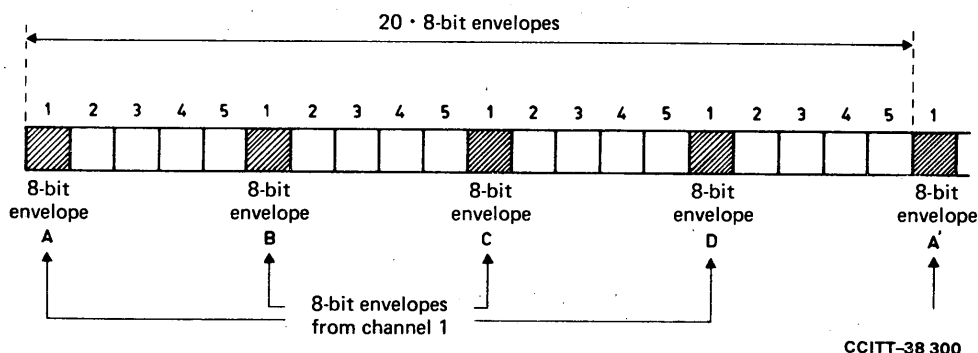 20 · 8-bit envelopes
1 2 3 4 5 1 2 3 4 5 1 2 3 4 5 1 2 3 4 5 1
8-bit 8-bit 8-bit 8-bit 8-bit
envelope envelope envelope envelope envelope
A B C D A'
8-bit envelopes
from channel 1
CCITT–38 300